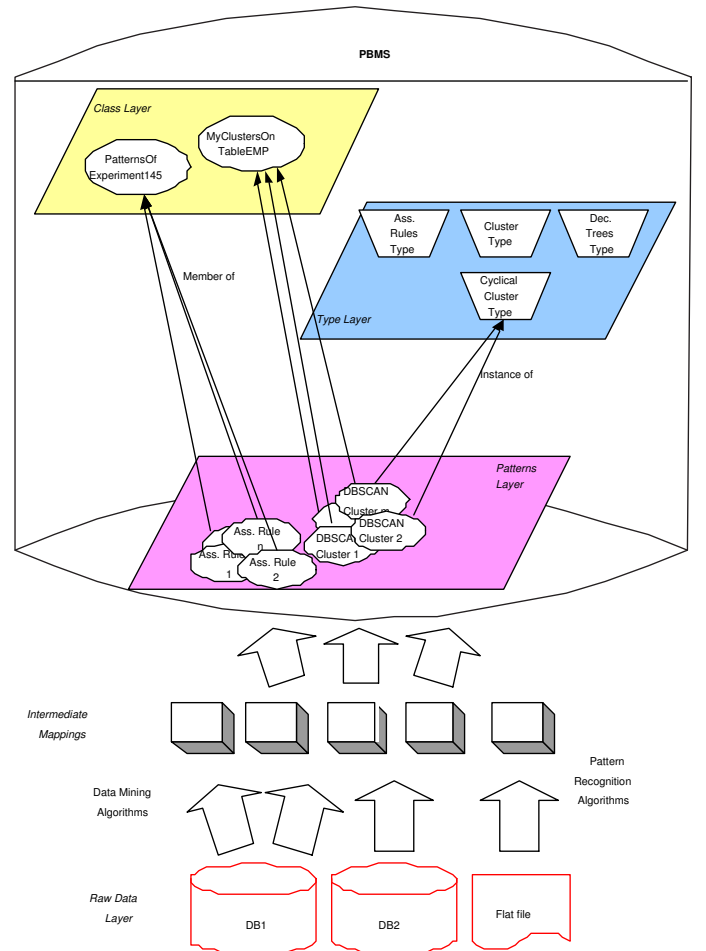 PBMS
Class Layer
MyClustersOn
TableEMP
PatternsOf
Experiment145
Ass.
Rules
Type
Cluster
Type
Dec.
Trees
Type
Cyclical
Cluster
Type
Type Layer
Member of
Instance of
Patterns
Layer
DBSCAN
Cluster m
DBSCAN
Cluster 2
DBSCA
Cluster 1
Ass. Rule
n
Ass. Rule
1
Ass. Rule
2
Intermediate
Mappings
Data Mining
Algorithms
Pattern
Recognition
Algorithms
Raw Data
Layer
DB1
DB2
Flat file